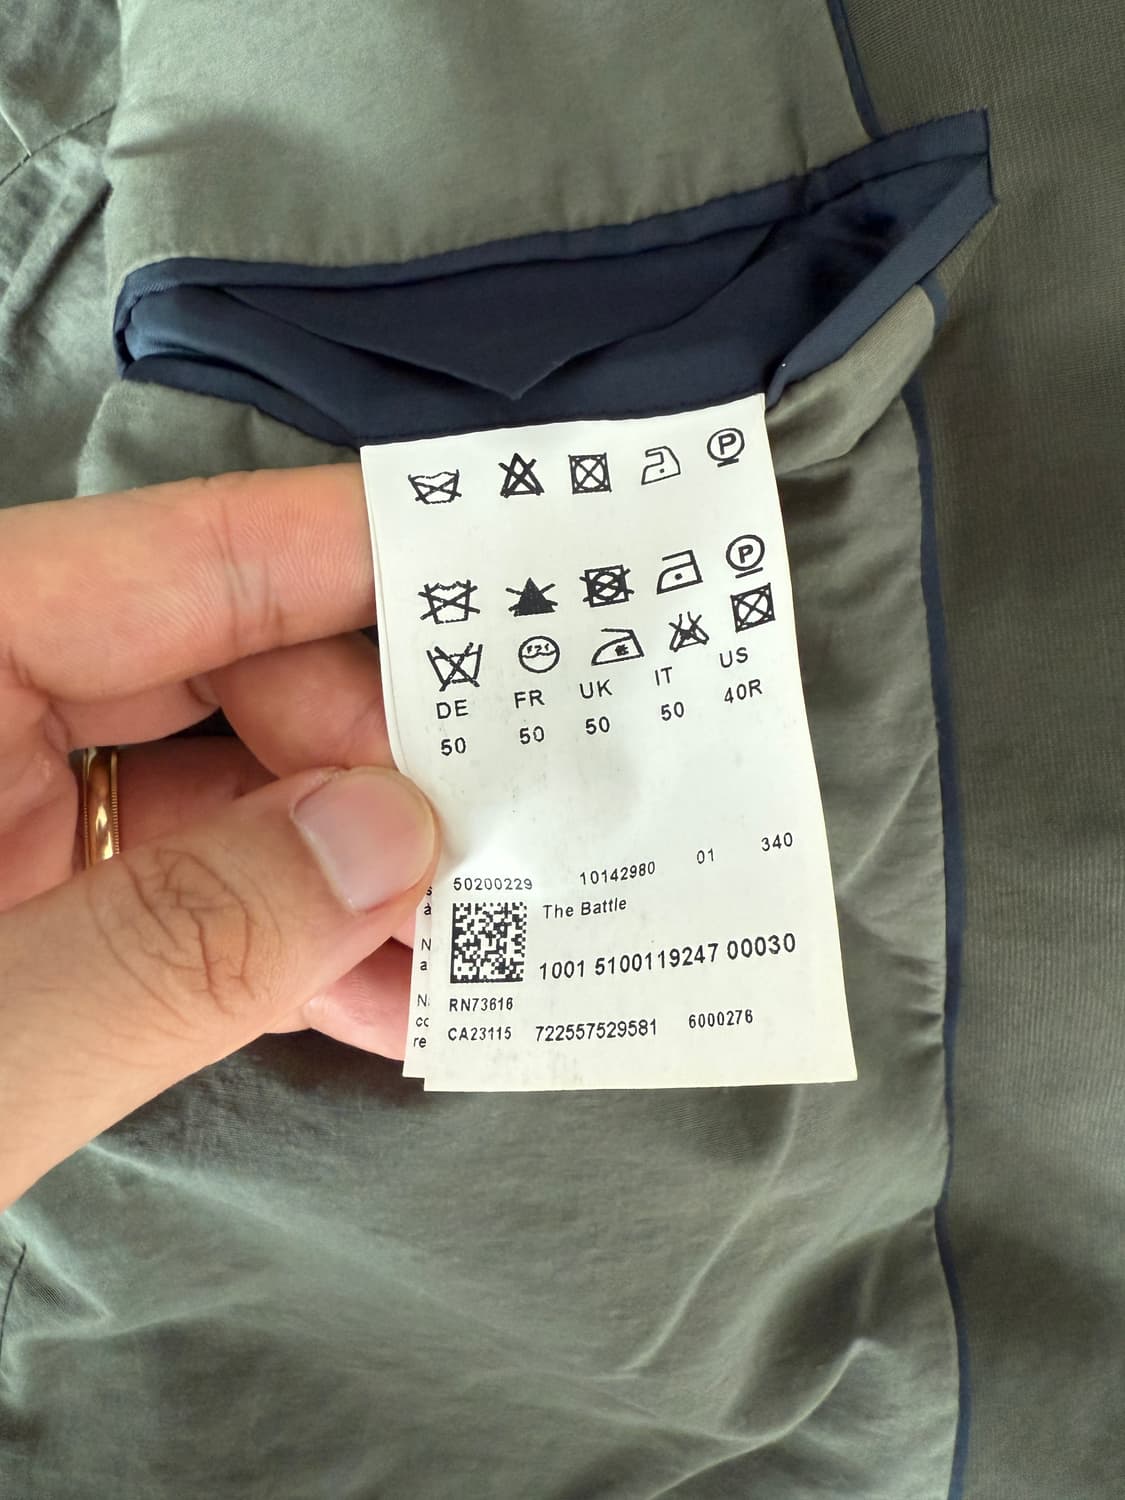 P
P
DE FR UK IT US
50 50 50 50 40R
50200229 10142980 01 340
The Battle
1001 5100119247 00030
RN73616
CA23115 722557529581 6000276
à
N
a
N
re